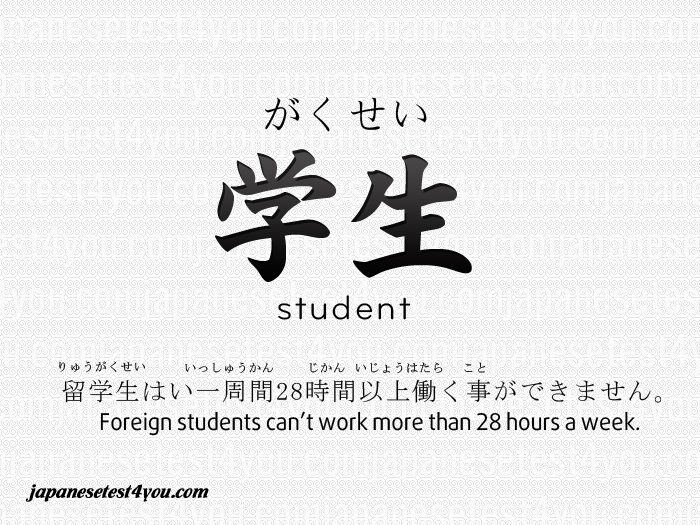 がくせい
学生
student
りゅうがくせい いっしゅうかん じかん いじょうはたら こと
留学生はい一周間28時間以上働く事ができません。
Foreign students can't work more than 28 hours a week.
japanesetest4you.com